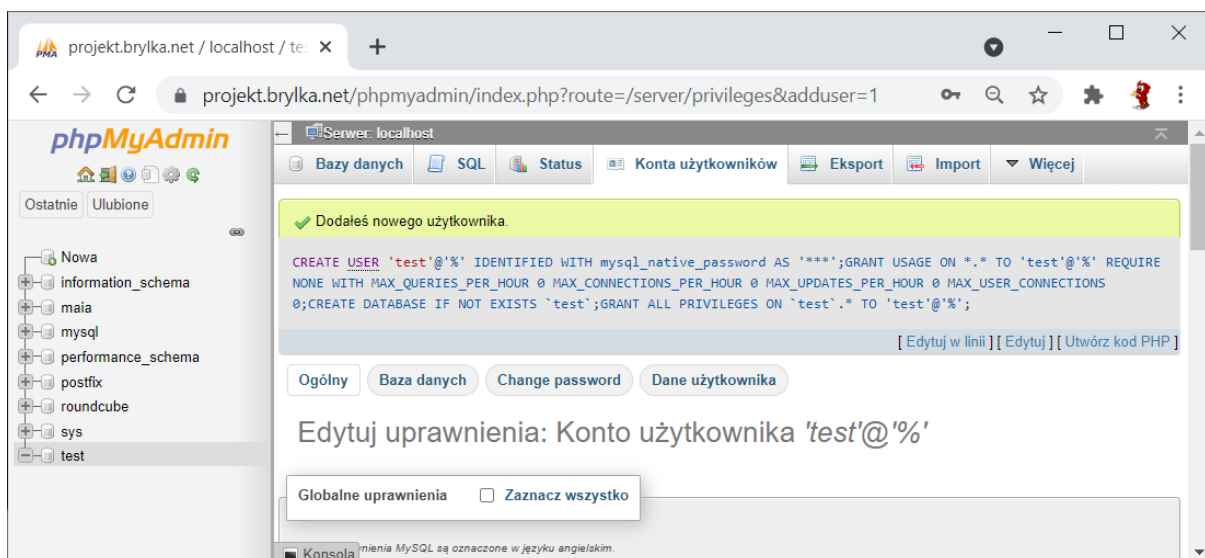 PMA projekt.brylka.net / localhost / te
projekt.brylka.net/phpmyadmin/index.php?route=/server/privileges&adduser=1
phpMyAdmin
Ostatnie Ulubione
Nowa
information_schema
maia
mysql
performance_schema
postfix
roundcube
sys
test
Serwer: localhost
Bazy danych SQL Status Konta użytkowników Eksport Import Więcej
Dodałeś nowego użytkownika.
CREATE USER 'test'@'%' IDENTIFIED WITH mysql_native_password AS '***';GRANT USAGE ON *.* TO 'test'@'%' REQUIRE
NONE WITH MAX_QUERIES_PER_HOUR 0 MAX_CONNECTIONS_PER_HOUR 0 MAX_UPDATES_PER_HOUR 0 MAX_USER_CONNECTIONS
0;CREATE DATABASE IF NOT EXISTS `test`;GRANT ALL PRIVILEGES ON `test`.* TO 'test'@'%';
[ Edytuj w linii ] [ Edytuj ] [ Utwórz kod PHP ]
Ogólny Baza danych Change password Dane użytkownika
Edytuj uprawnienia: Konto użytkownika 'test'@'%'
Globalne uprawnienia Zaznacz wszystko
MySQL są oznaczone w języku angielskim.
Konsola